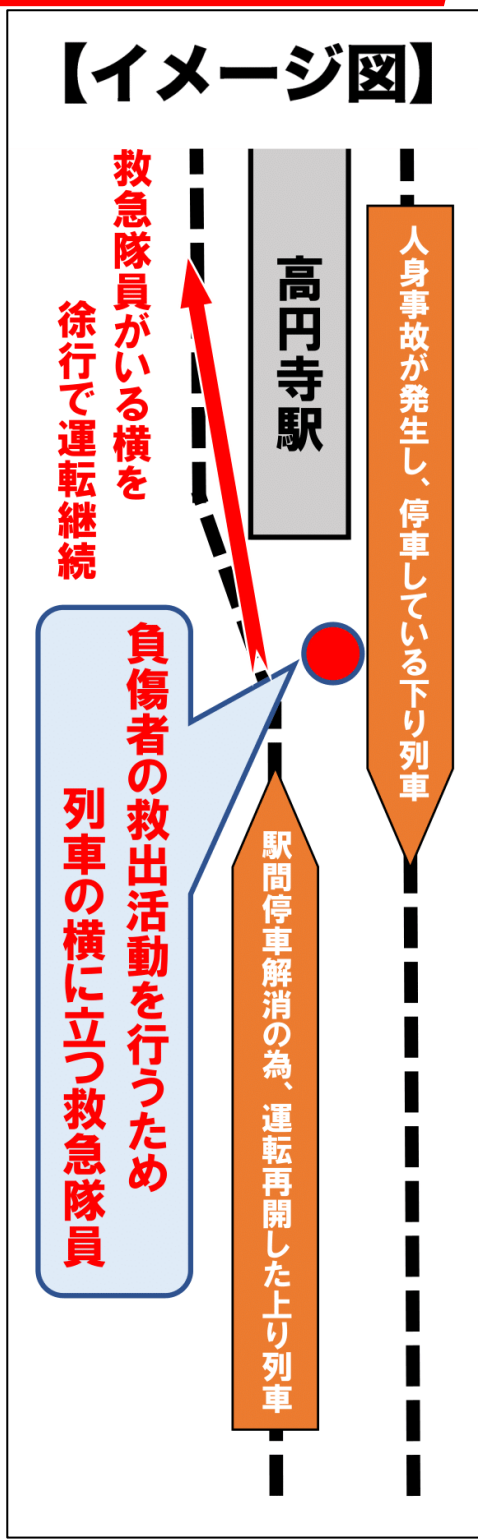 【イメージ図】
人身事故が発生し、停車している下り列車
高円寺駅
救急隊員がいる横を
徐行で運転継続
駅間停車解消の為、運転再開した上り列車
負傷者の救出活動を行うため
列車の横に立つ救急隊員